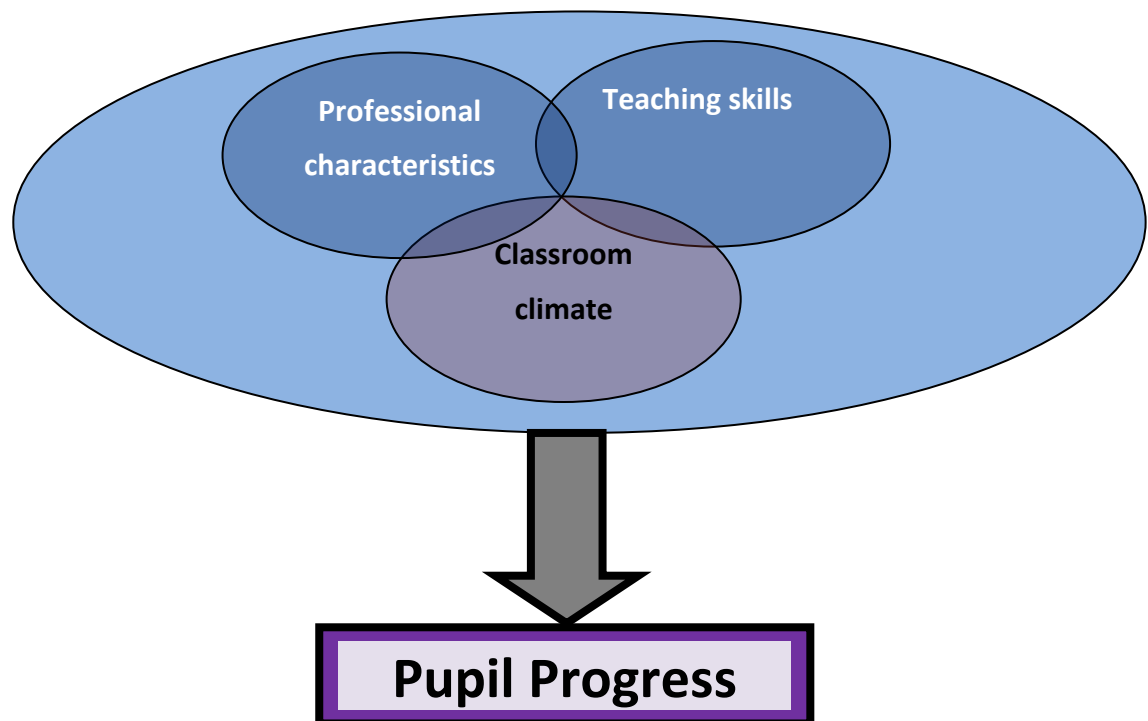 Professional
characteristics
Teaching skills
Classroom
climate
Pupil Progress